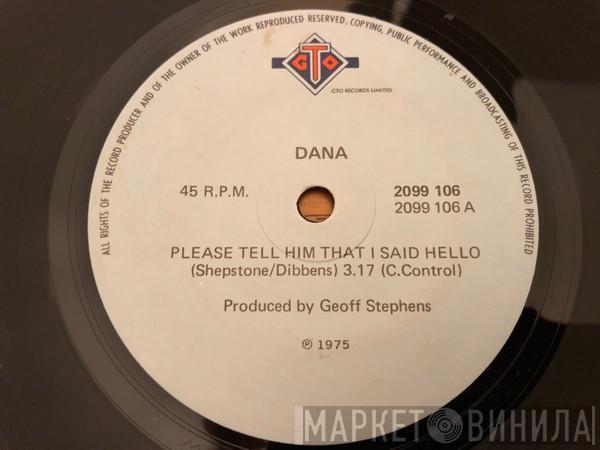 ALL RIGHTS OF THE RECORD PRODUCER AND OF THE OWNER OF THE WORK REPRODUCED RESERVED. COPYING, PUBLIC PERFORMANCE AND BROADCASTING OF THIS RECORD PROHIBITED
GTO
GTO RECORDS LIMITED
DANA
45 R.P.M.
2099 106
2099 106 A
PLEASE TELL HIM THAT I SAID HELLO
(Shepstone/Dibbens) 3.17 (C.Control)
Produced by Geoff Stephens
℗ 1975
МАРКЕТ ВИНИЛА